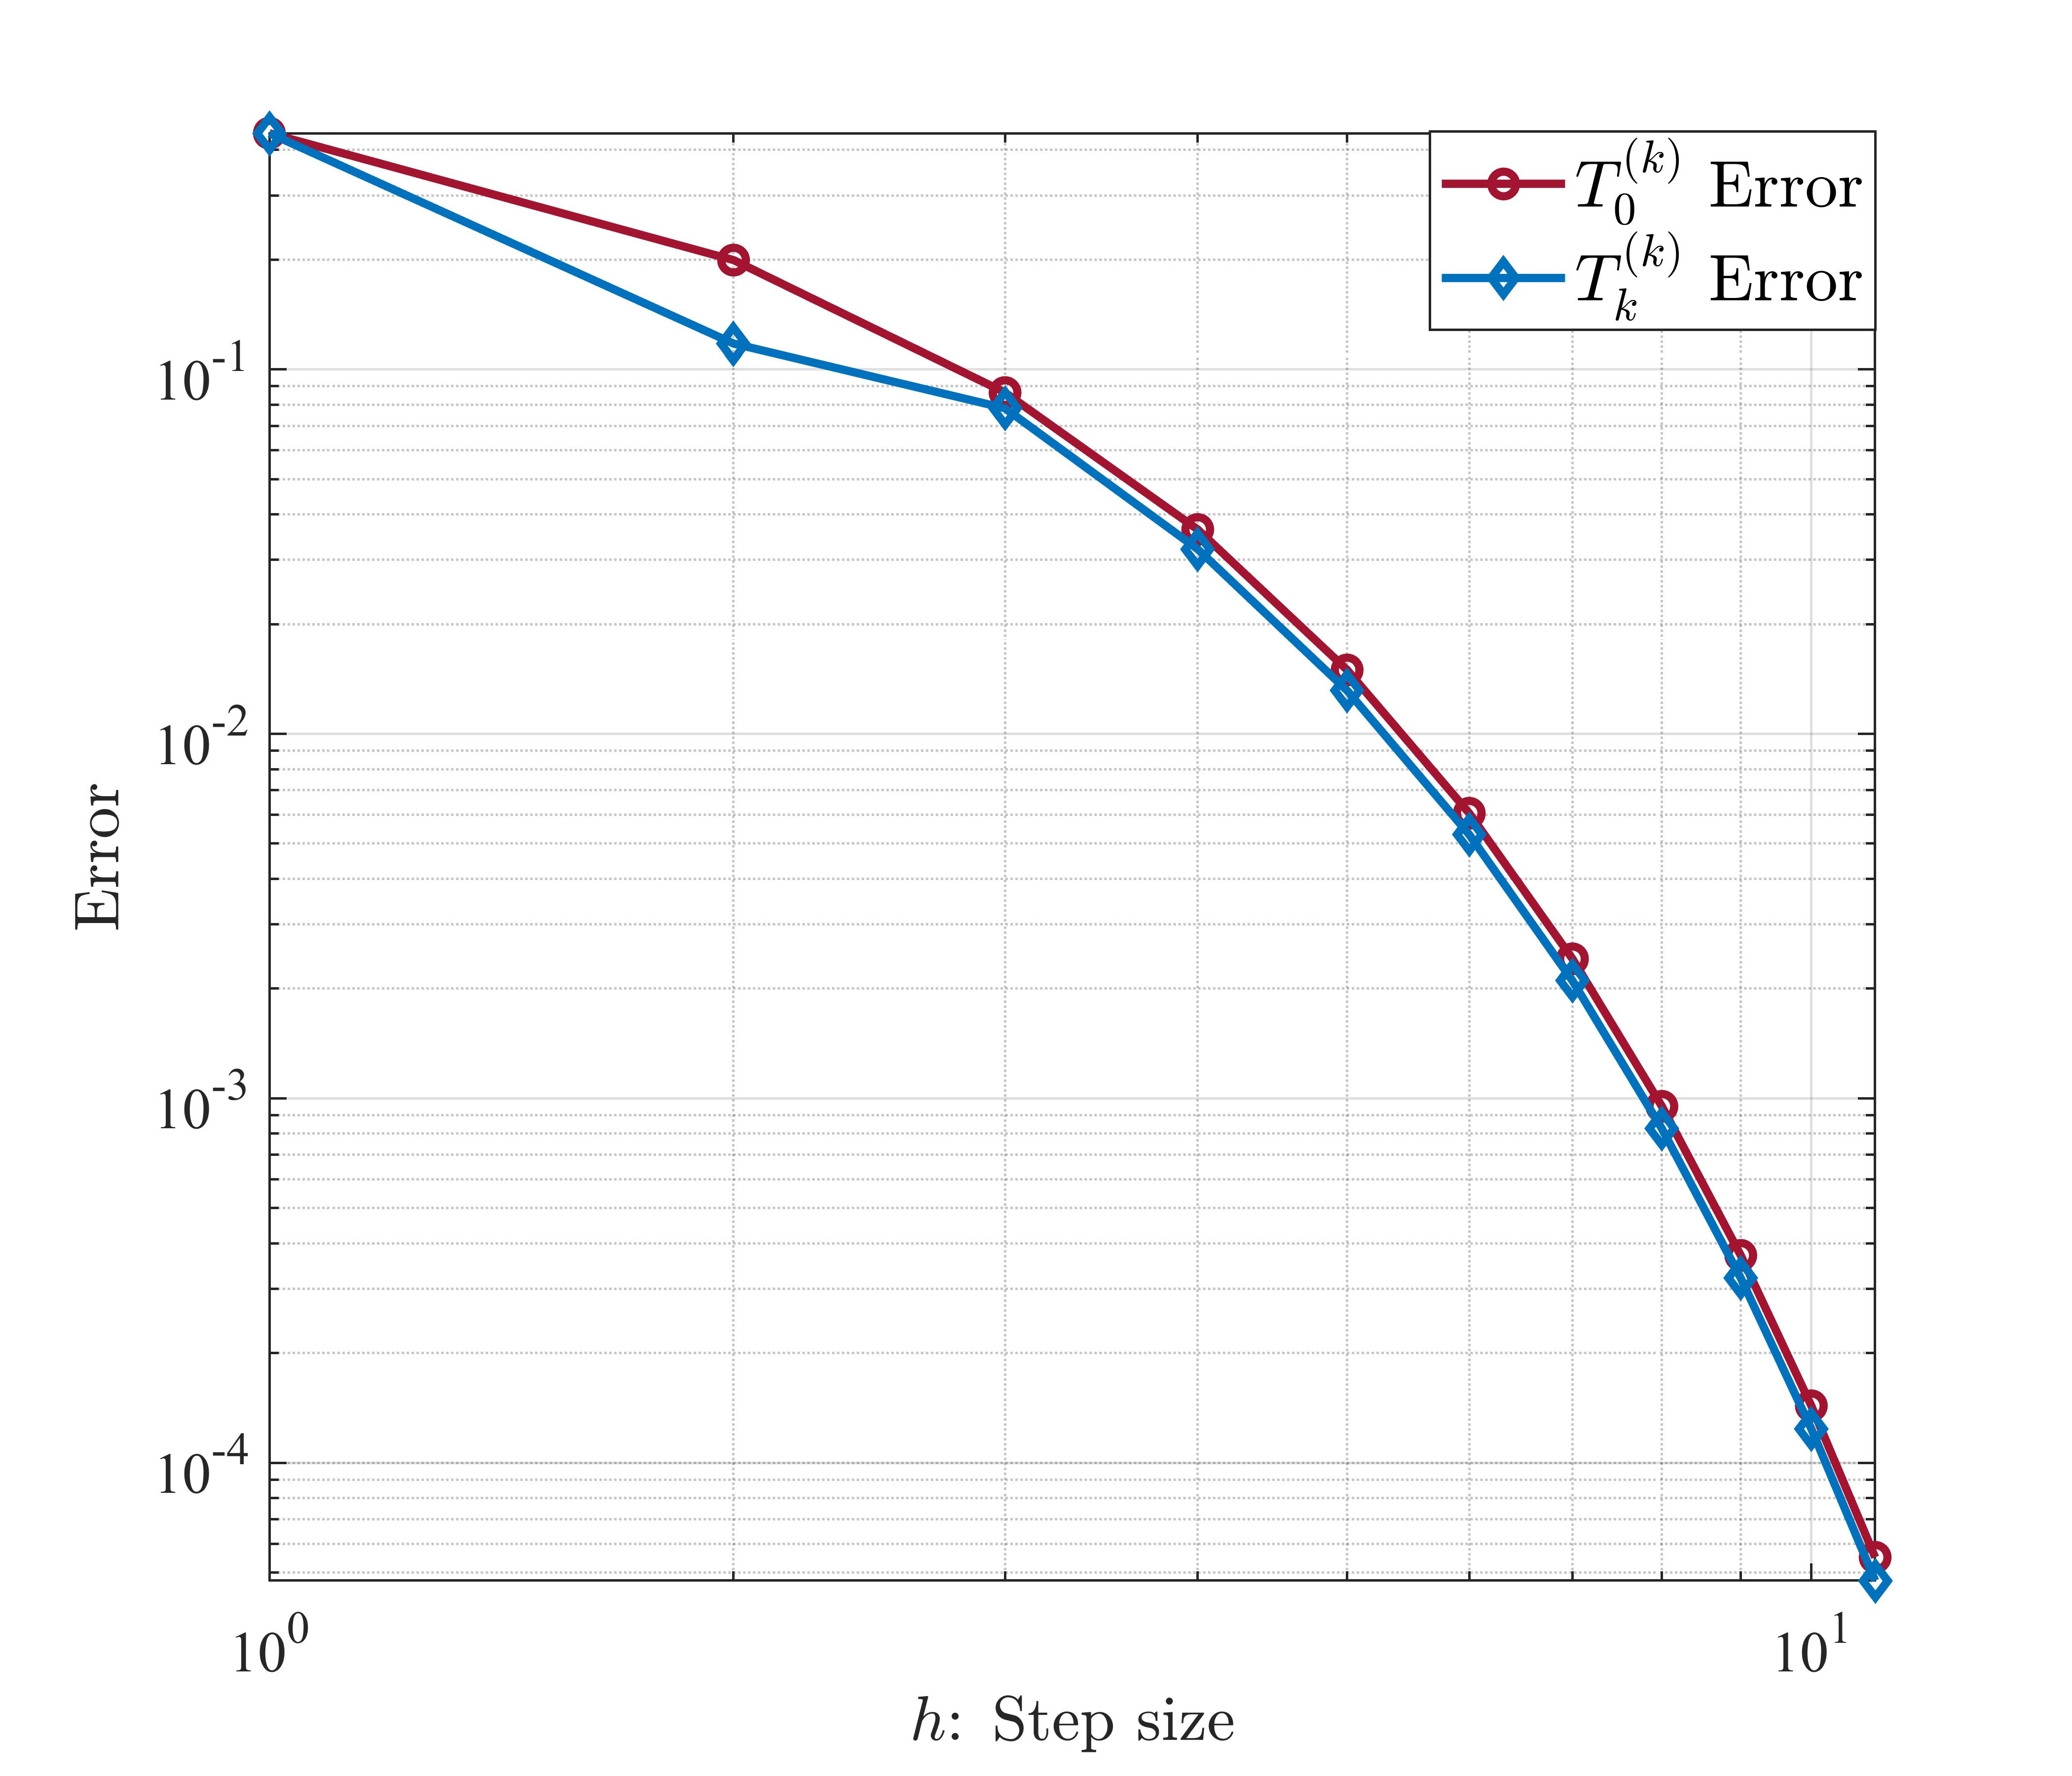 T_0^{(k)} Error
T_k^{(k)} Error
10^{-1}
10^{-2}
10^{-3}
10^{-4}
Error
10^0
10^1
h: Step size